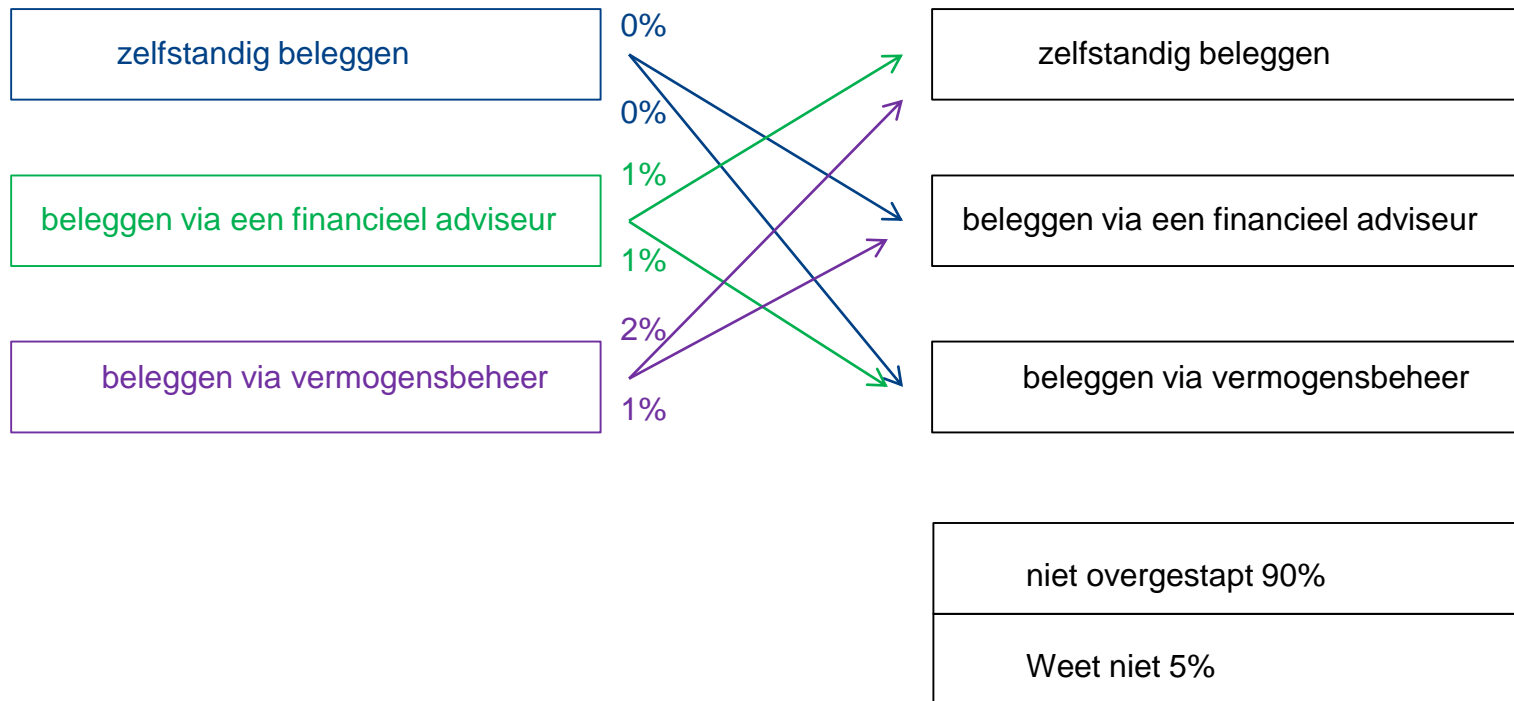 zelfstandig beleggen
0%
0%
zelfstandig beleggen
beleggen via een financieel adviseur
1%
1%
beleggen via een financieel adviseur
beleggen via vermogensbeheer
2%
1%
beleggen via vermogensbeheer
niet overgestapt 90%
Weet niet 5%